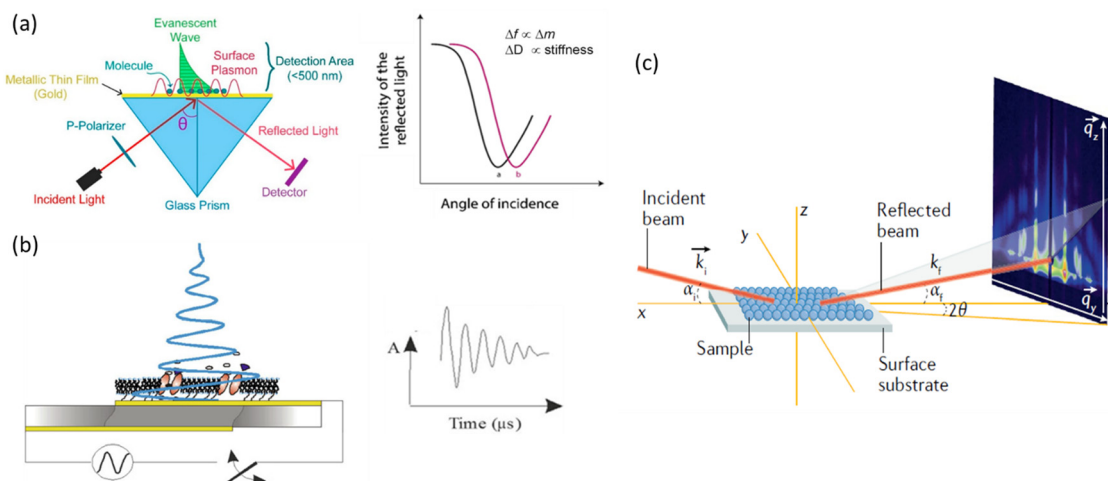 (a)
Evanescent
Wave
Molecule
Surface
Plasmon
Detection Area
(<500 nm)
Metallic Thin Film
(Gold)
P-Polarizer
θ
Reflected Light
Incident Light
Glass Prism
Detector
Intensity of the
reflected light
Δf ∝ Δm
ΔD ∝ stiffness
a
b
Angle of incidence
(b)
A
Time (µs)
(c)
q_z
Incident
beam
k_i
α_i
x
y
z
Reflected
beam
k_f
α_f
2θ
q_y
Sample
Surface
substrate